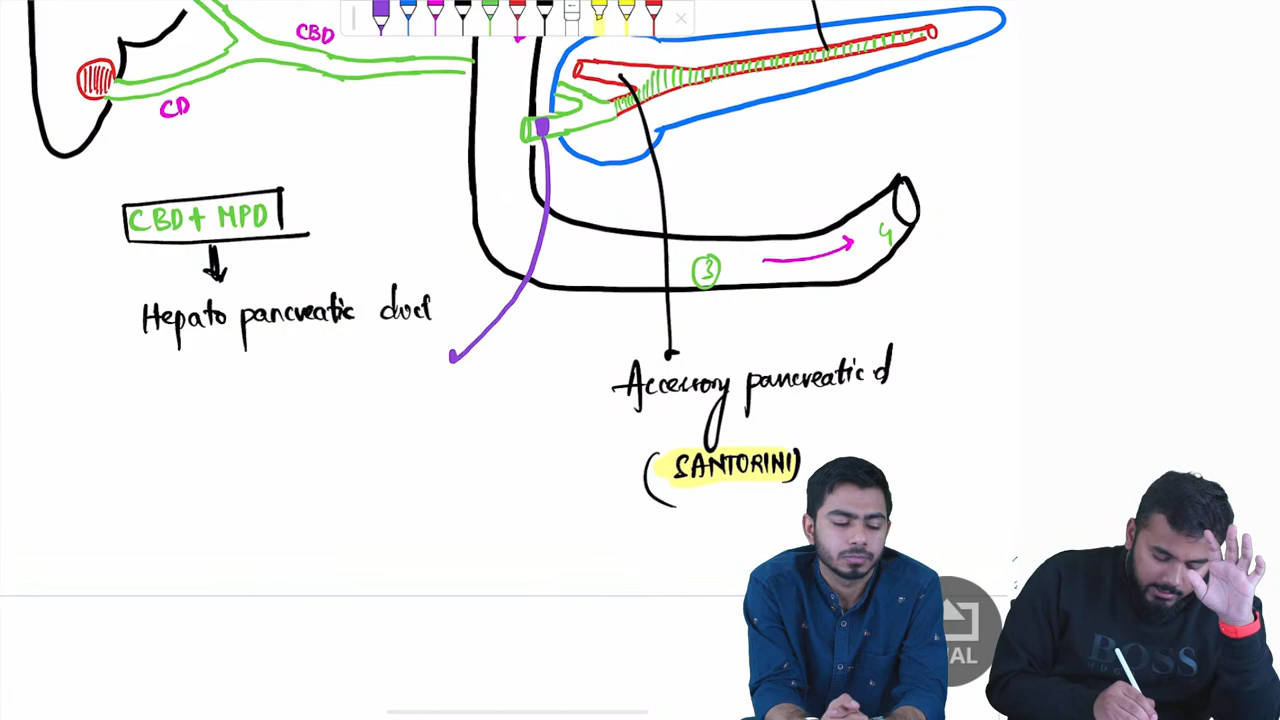 CBD
CD
CBD + MPD
Hepato pancreatic duct
3
4
Accessory pancreatic d
(SANTORINI)
BOSS